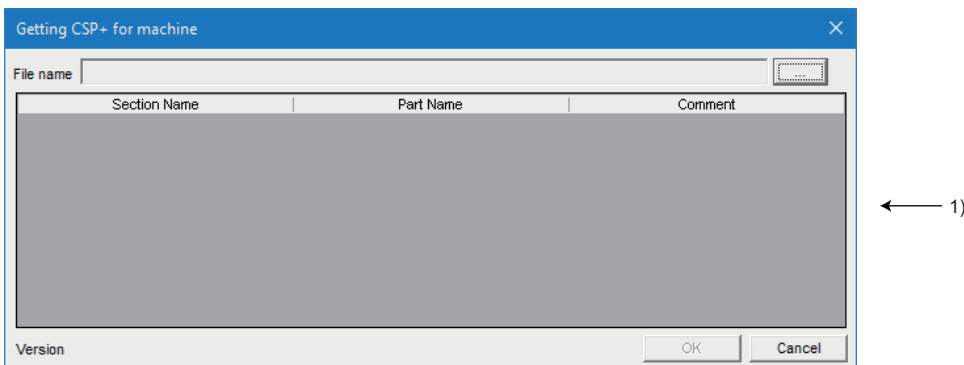 Getting CSP+ for machine
File name ...
Section Name Part Name Comment
1)
Version OK Cancel